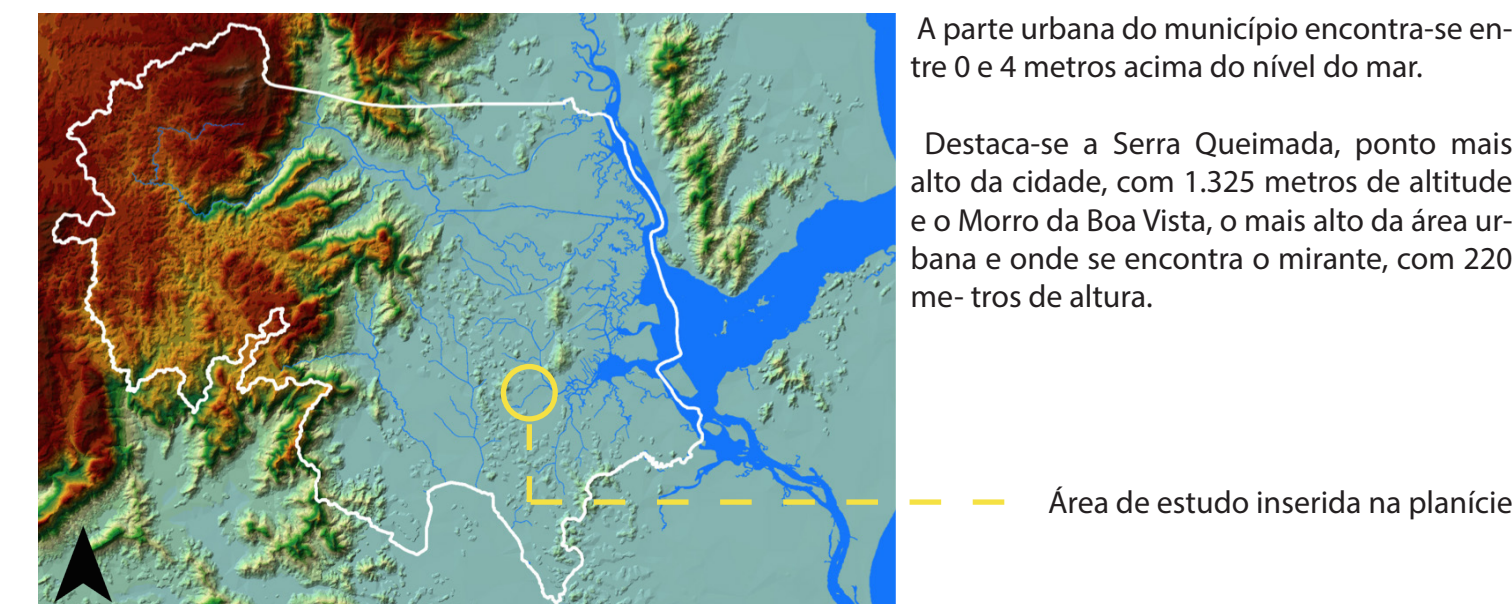 A parte urbana do município encontra-se en-
tre 0 e 4 metros acima do nível do mar.
Destaca-se a Serra Queimada, ponto mais
alto da cidade, com 1.325 metros de altitude
e o Morro da Boa Vista, o mais alto da área ur-
bana e onde se encontra o mirante, com 220
me- tros de altura.
Área de estudo inserida na planície